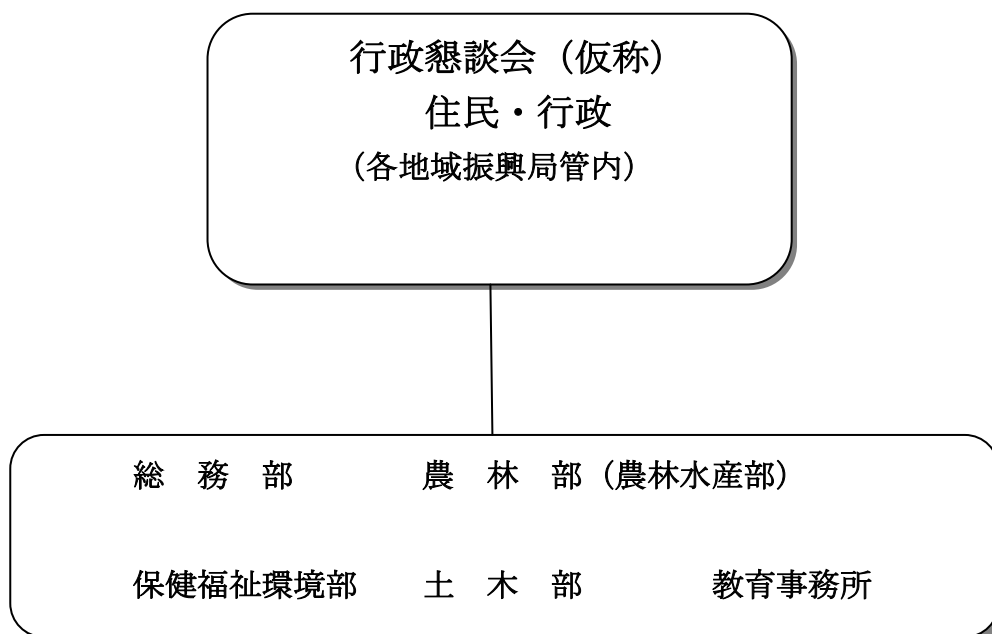 行政懇談会（仮称）
住民・行政
（各地域振興局管内）
総　務　部　　　　農　林　部（農林水産部）
保健福祉環境部　　土　木　部　　　　教育事務所